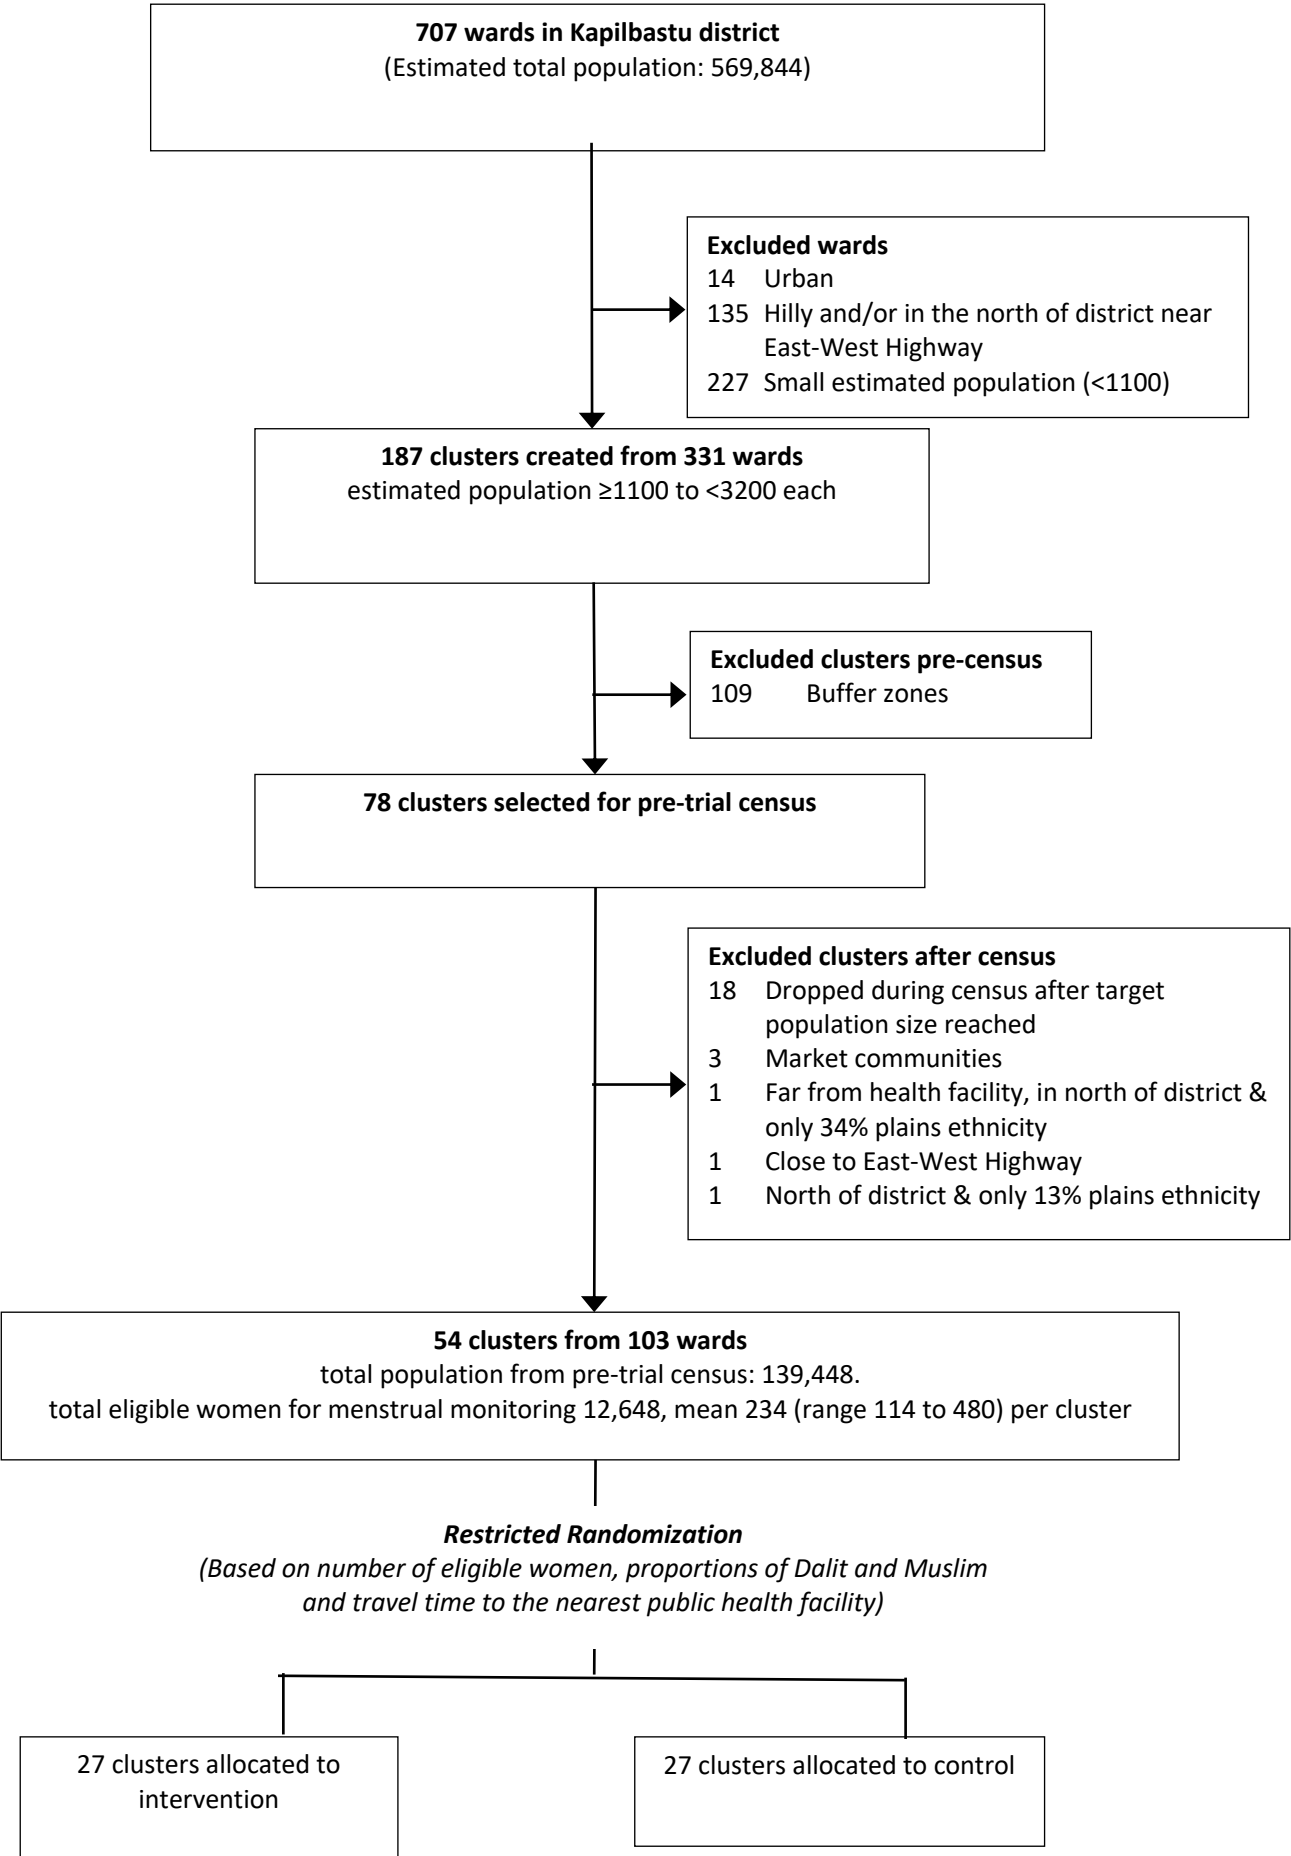 707 wards in Kapilbastu district
(Estimated total population: 569,844)
Excluded wards
14 Urban
135 Hilly and/or in the north of district near
East-West Highway
227 Small estimated population (<1100)
187 clusters created from 331 wards
estimated population ≥1100 to <3200 each
Excluded clusters pre-census
109 Buffer zones
78 clusters selected for pre-trial census
Excluded clusters after census
18 Dropped during census after target
population size reached
3 Market communities
1 Far from health facility, in north of district &
only 34% plains ethnicity
1 Close to East-West Highway
1 North of district & only 13% plains ethnicity
54 clusters from 103 wards
total population from pre-trial census: 139,448.
total eligible women for menstrual monitoring 12,648, mean 234 (range 114 to 480) per cluster
Restricted Randomization
(Based on number of eligible women, proportions of Dalit and Muslim
and travel time to the nearest public health facility)
27 clusters allocated to
intervention
27 clusters allocated to control